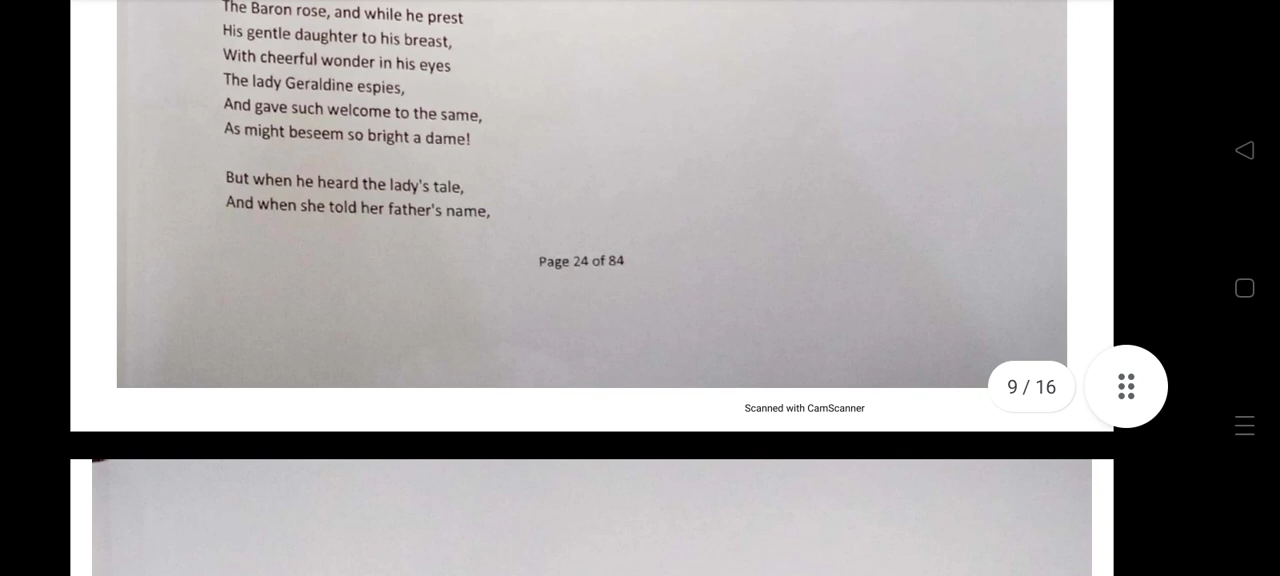 The Baron rose, and while he prest
His gentle daughter to his breast,
With cheerful wonder in his eyes
The lady Geraldine espies,
And gave such welcome to the same,
As might beseem so bright a dame!
But when he heard the lady's tale,
And when she told her father's name,
Page 24 of 84
9 / 16
Scanned with CamScanner